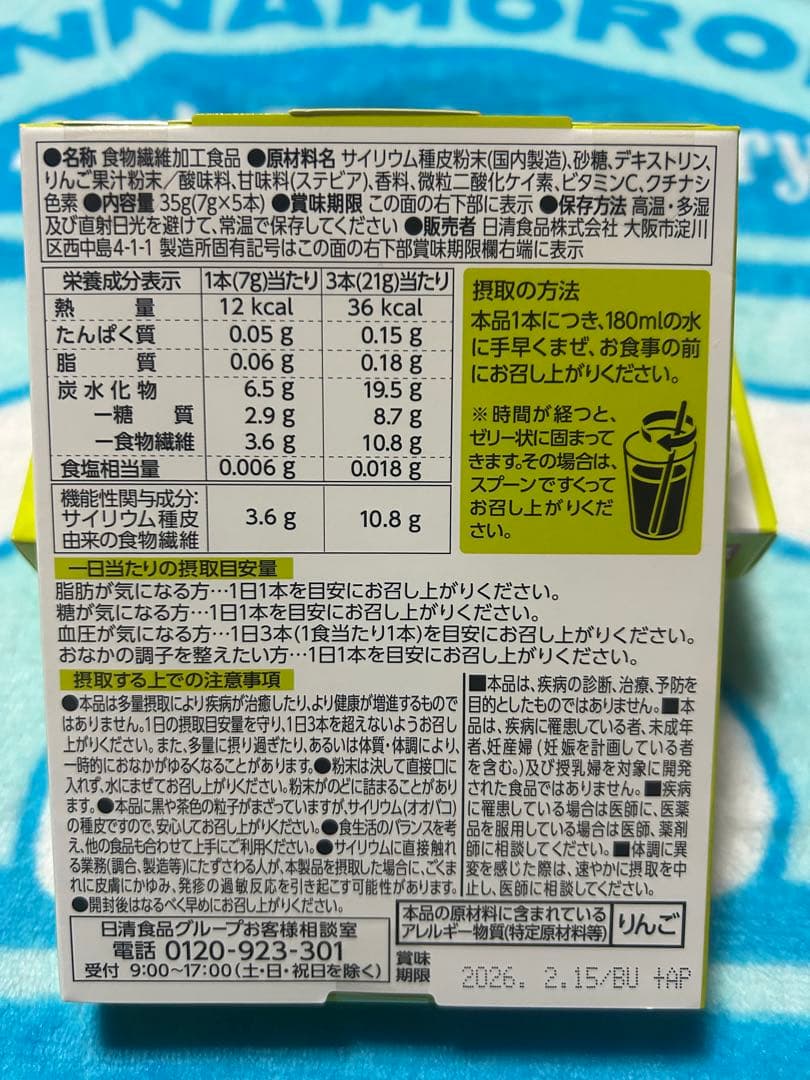 NNAMORO
ry
●名称 食物繊維加工食品 ●原材料名 サイリウム種皮粉末(国内製造)、砂糖、デキストリン、
りんご果汁粉末／酸味料、甘味料(ステビア)、香料、微粒二酸化ケイ素、ビタミンC、クチナシ
色素 ●内容量 35g(7g×5本) ●賞味期限 この面の右下部に表示 ●保存方法 高温・多湿
及び直射日光を避けて、常温で保存してください ●販売者 日清食品株式会社 大阪市淀川
区西中島4-1-1 製造所固有記号はこの面の右下部賞味期限欄右端に表示
栄養成分表示 1本(7g)当たり 3本(21g)当たり
熱量 12 kcal 36 kcal
たんぱく質 0.05 g 0.15 g
脂質 0.06 g 0.18 g
炭水化物 6.5 g 19.5 g
－糖質 2.9 g 8.7 g
－食物繊維 3.6 g 10.8 g
食塩相当量 0.006 g 0.018 g
機能性関与成分:
サイリウム種皮 3.6 g 10.8 g
由来の食物繊維
摂取の方法
本品1本につき、180mlの水
に手早くまぜ、お食事の前
にお召し上がりください。
※時間が経つと、
ゼリー状に固まって
きます。その場合は、
スプーンですくって
お召し上がりくだ
さい。
一日当たりの摂取目安量
脂肪が気になる方…1日1本を目安にお召し上がりください。
糖が気になる方…1日1本を目安にお召し上がりください。
血圧が気になる方…1日3本(1食当たり1本)を目安にお召し上がりください。
おなかの調子を整えたい方…1日1本を目安にお召し上がりください。
摂取する上での注意事項
●本品は多量摂取により疾病が治癒したり、より健康が増進するもので
はありません。1日の摂取目安量を守り、1日3本を超えないようお召し
上がりください。また、多量に摂り過ぎたり、あるいは体質・体調により、
一時的におなかがゆるくなることがあります。●粉末は決して直接口に
入れず、水にまぜてお召し上がりください。粉末がのどに詰まることがあり
ます。●本品に黒や茶色の粒子がまざっていますが、サイリウム(オオバコ)
の種皮ですので、安心してお召し上がりください。●食生活のバランスを考
え、他の食品も合わせて上手にご利用ください。●サイリウムに直接触れ
る業務(調合、製造等)にたずさわる人が、本製品を摂取した場合に、ごくま
れに皮膚にかゆみ、発疹の過敏反応を引き起こす可能性があります。
●開封後はなるべく早めにお召し上がりください。
■本品は、疾病の診断、治療、予防を
目的としたものではありません。■本
品は、疾病に罹患している者、未成年
者、妊産婦(妊娠を計画している者
を含む。)及び授乳婦を対象に開発
された食品ではありません。■疾病
に罹患している場合は医師に、医薬
品を服用している場合は医師、薬剤
師に相談してください。■体調に異
変を感じた際は、速やかに摂取を中
止し、医師に相談してください。
日清食品グループお客様相談室
電話 0120-923-301
受付 9:00〜17:00(土・日・祝日を除く)
本品の原材料に含まれている
アレルギー物質(特定原材料等)
りんご
賞味
期限
2026. 2.15/BU +AP